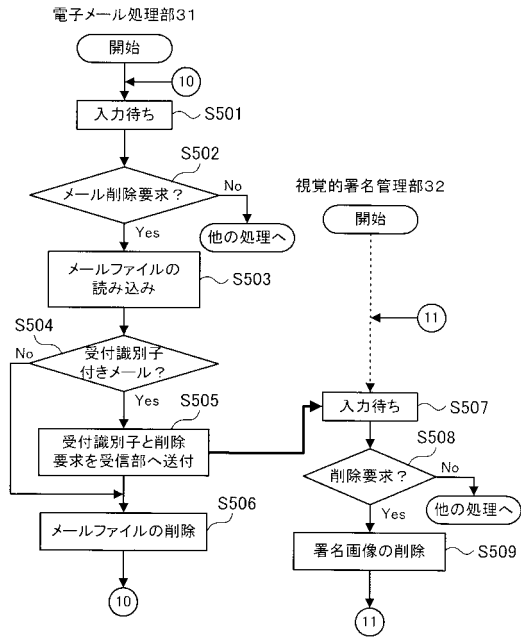 電子メール処理部31
開始
10
入力待ち
S501
S502
メール削除要求?
No
Yes
他の処理へ
メールファイルの
読み込み
S503
S504
No
受付識別子
付きメール?
Yes
S505
受付識別子と削除
要求を受信部へ送付
S506
メールファイルの削除
10
視覚的署名管理部32
開始
11
入力待ち
S507
S508
削除要求?
No
Yes
他の処理へ
署名画像の削除
S509
11